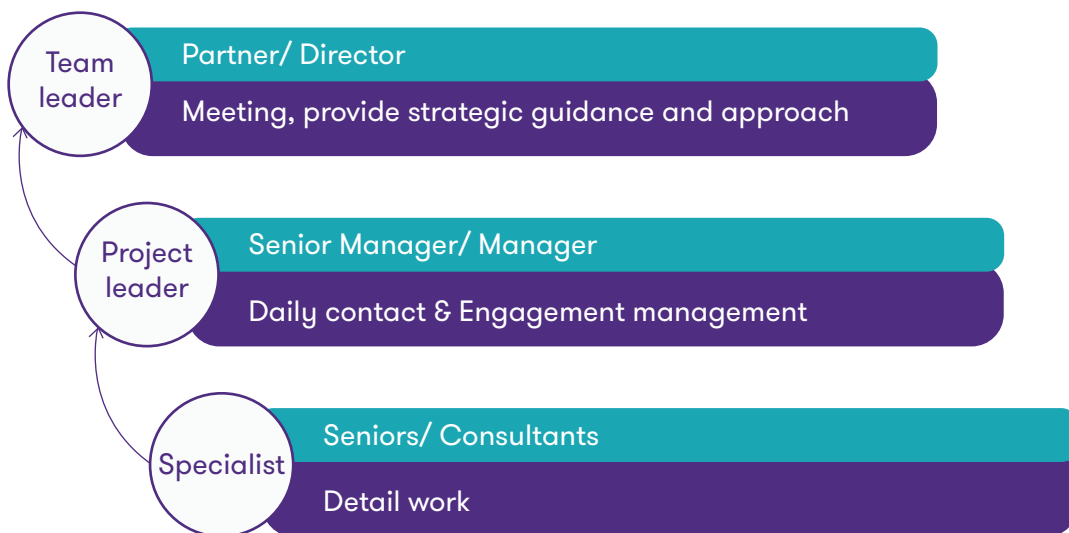 Team
leader
Partner/ Director
Meeting, provide strategic guidance and approach
Project
leader
Senior Manager/ Manager
Daily contact & Engagement management
Specialist
Seniors/ Consultants
Detail work